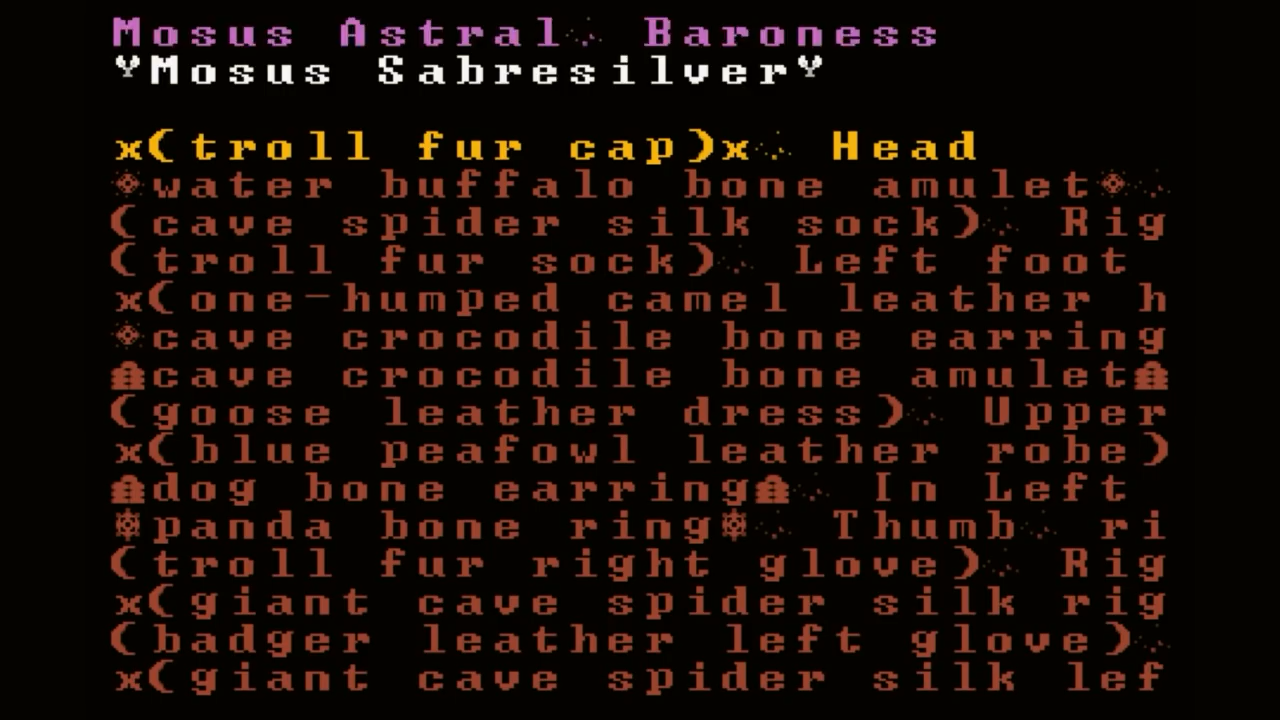 Mosus Astral, Baroness
Mosus Sabresilver
x(troll fur cap)x, Head
☼water buffalo bone amulet☼,
(cave spider silk sock), Rig
(troll fur sock), Left foot
x(one-humped camel leather h
☼cave crocodile bone earring
≡cave crocodile bone amulet≡
(goose leather dress), Upper
x(blue peafowl leather robe)
≡dog bone earring≡, In Left
*panda bone ring*, Thumb, ri
(troll fur right glove), Rig
x(giant cave spider silk rig
(badger leather left glove),
x(giant cave spider silk lef